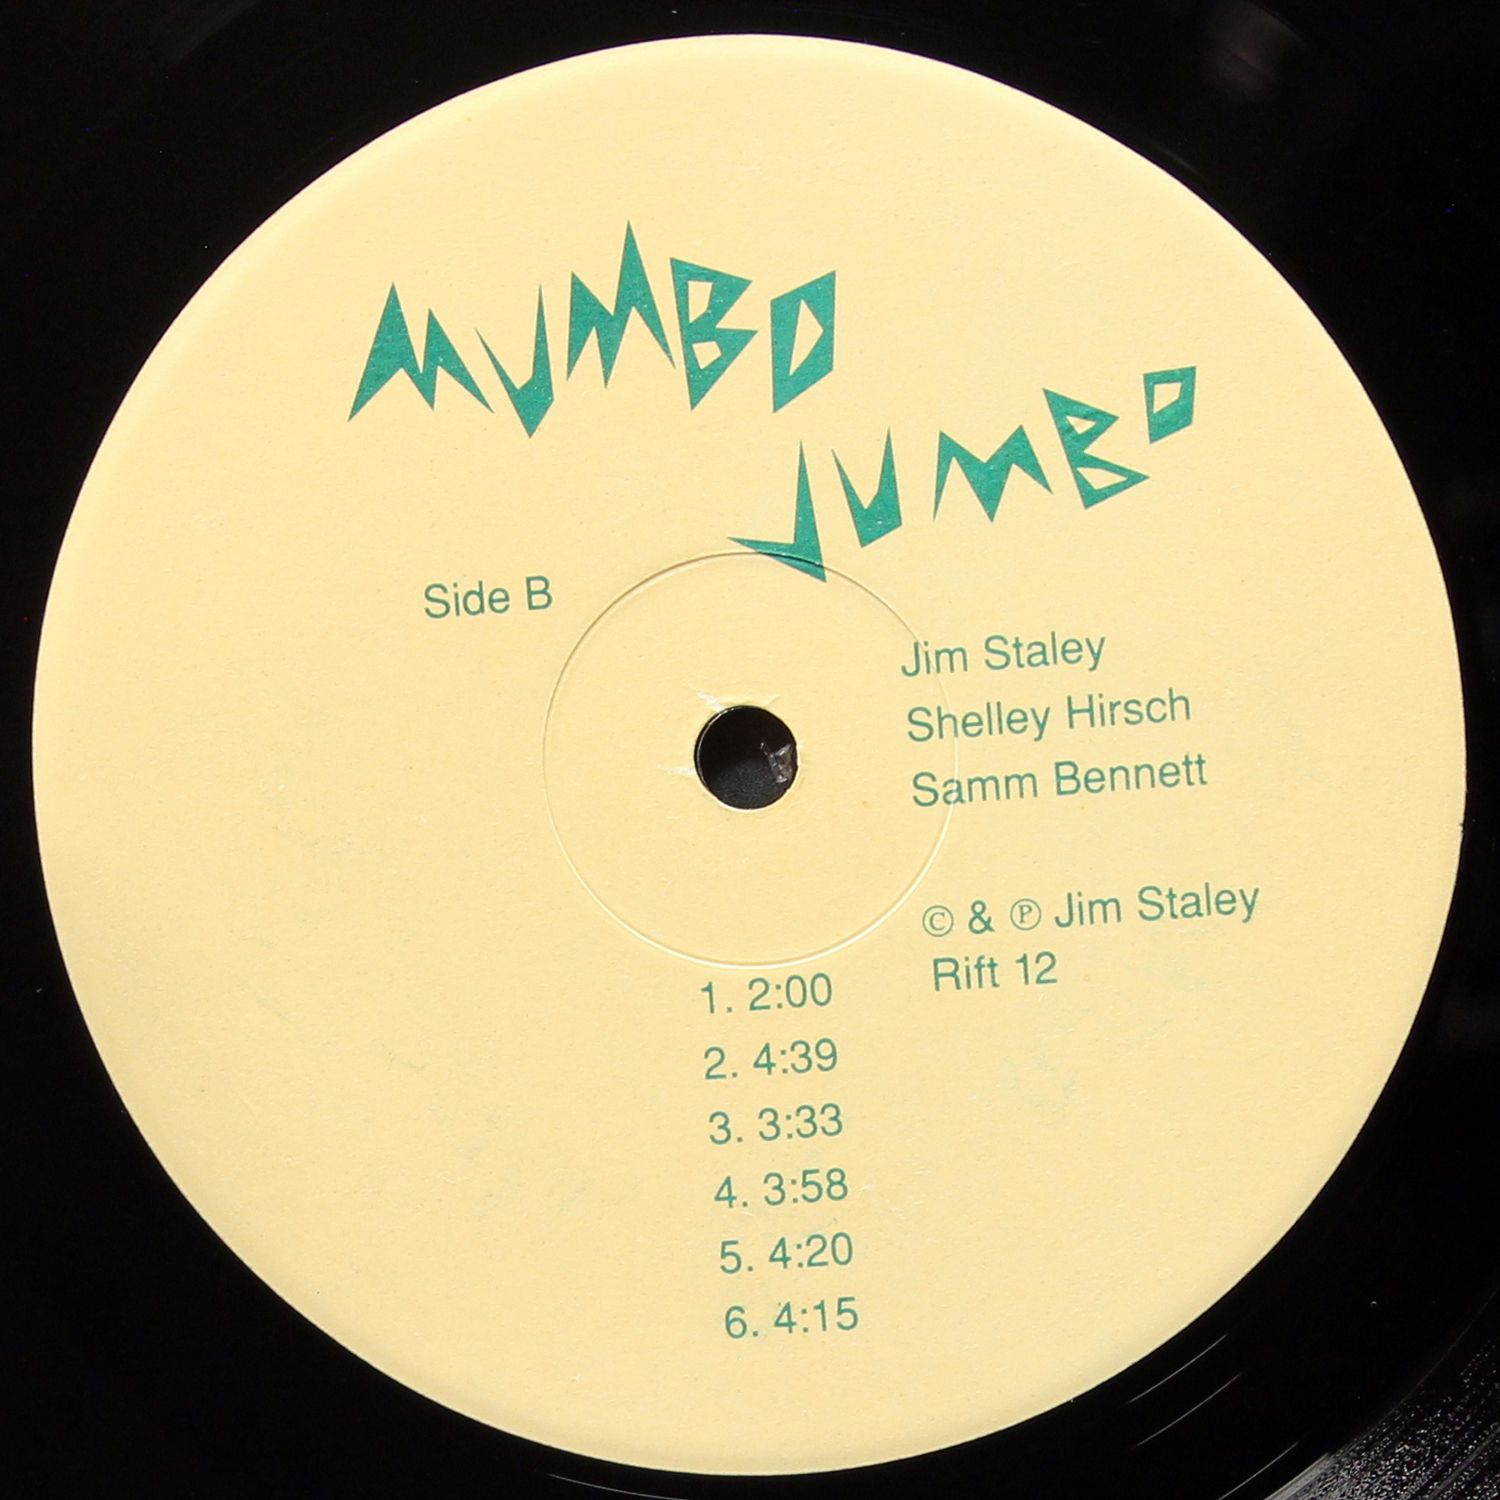 MUMBO
JUMBO
Side B
Jim Staley
Shelley Hirsch
Samm Bennett
© & ℗ Jim Staley
Rift 12
1. 2:00
2. 4:39
3. 3:33
4. 3:58
5. 4:20
6. 4:15